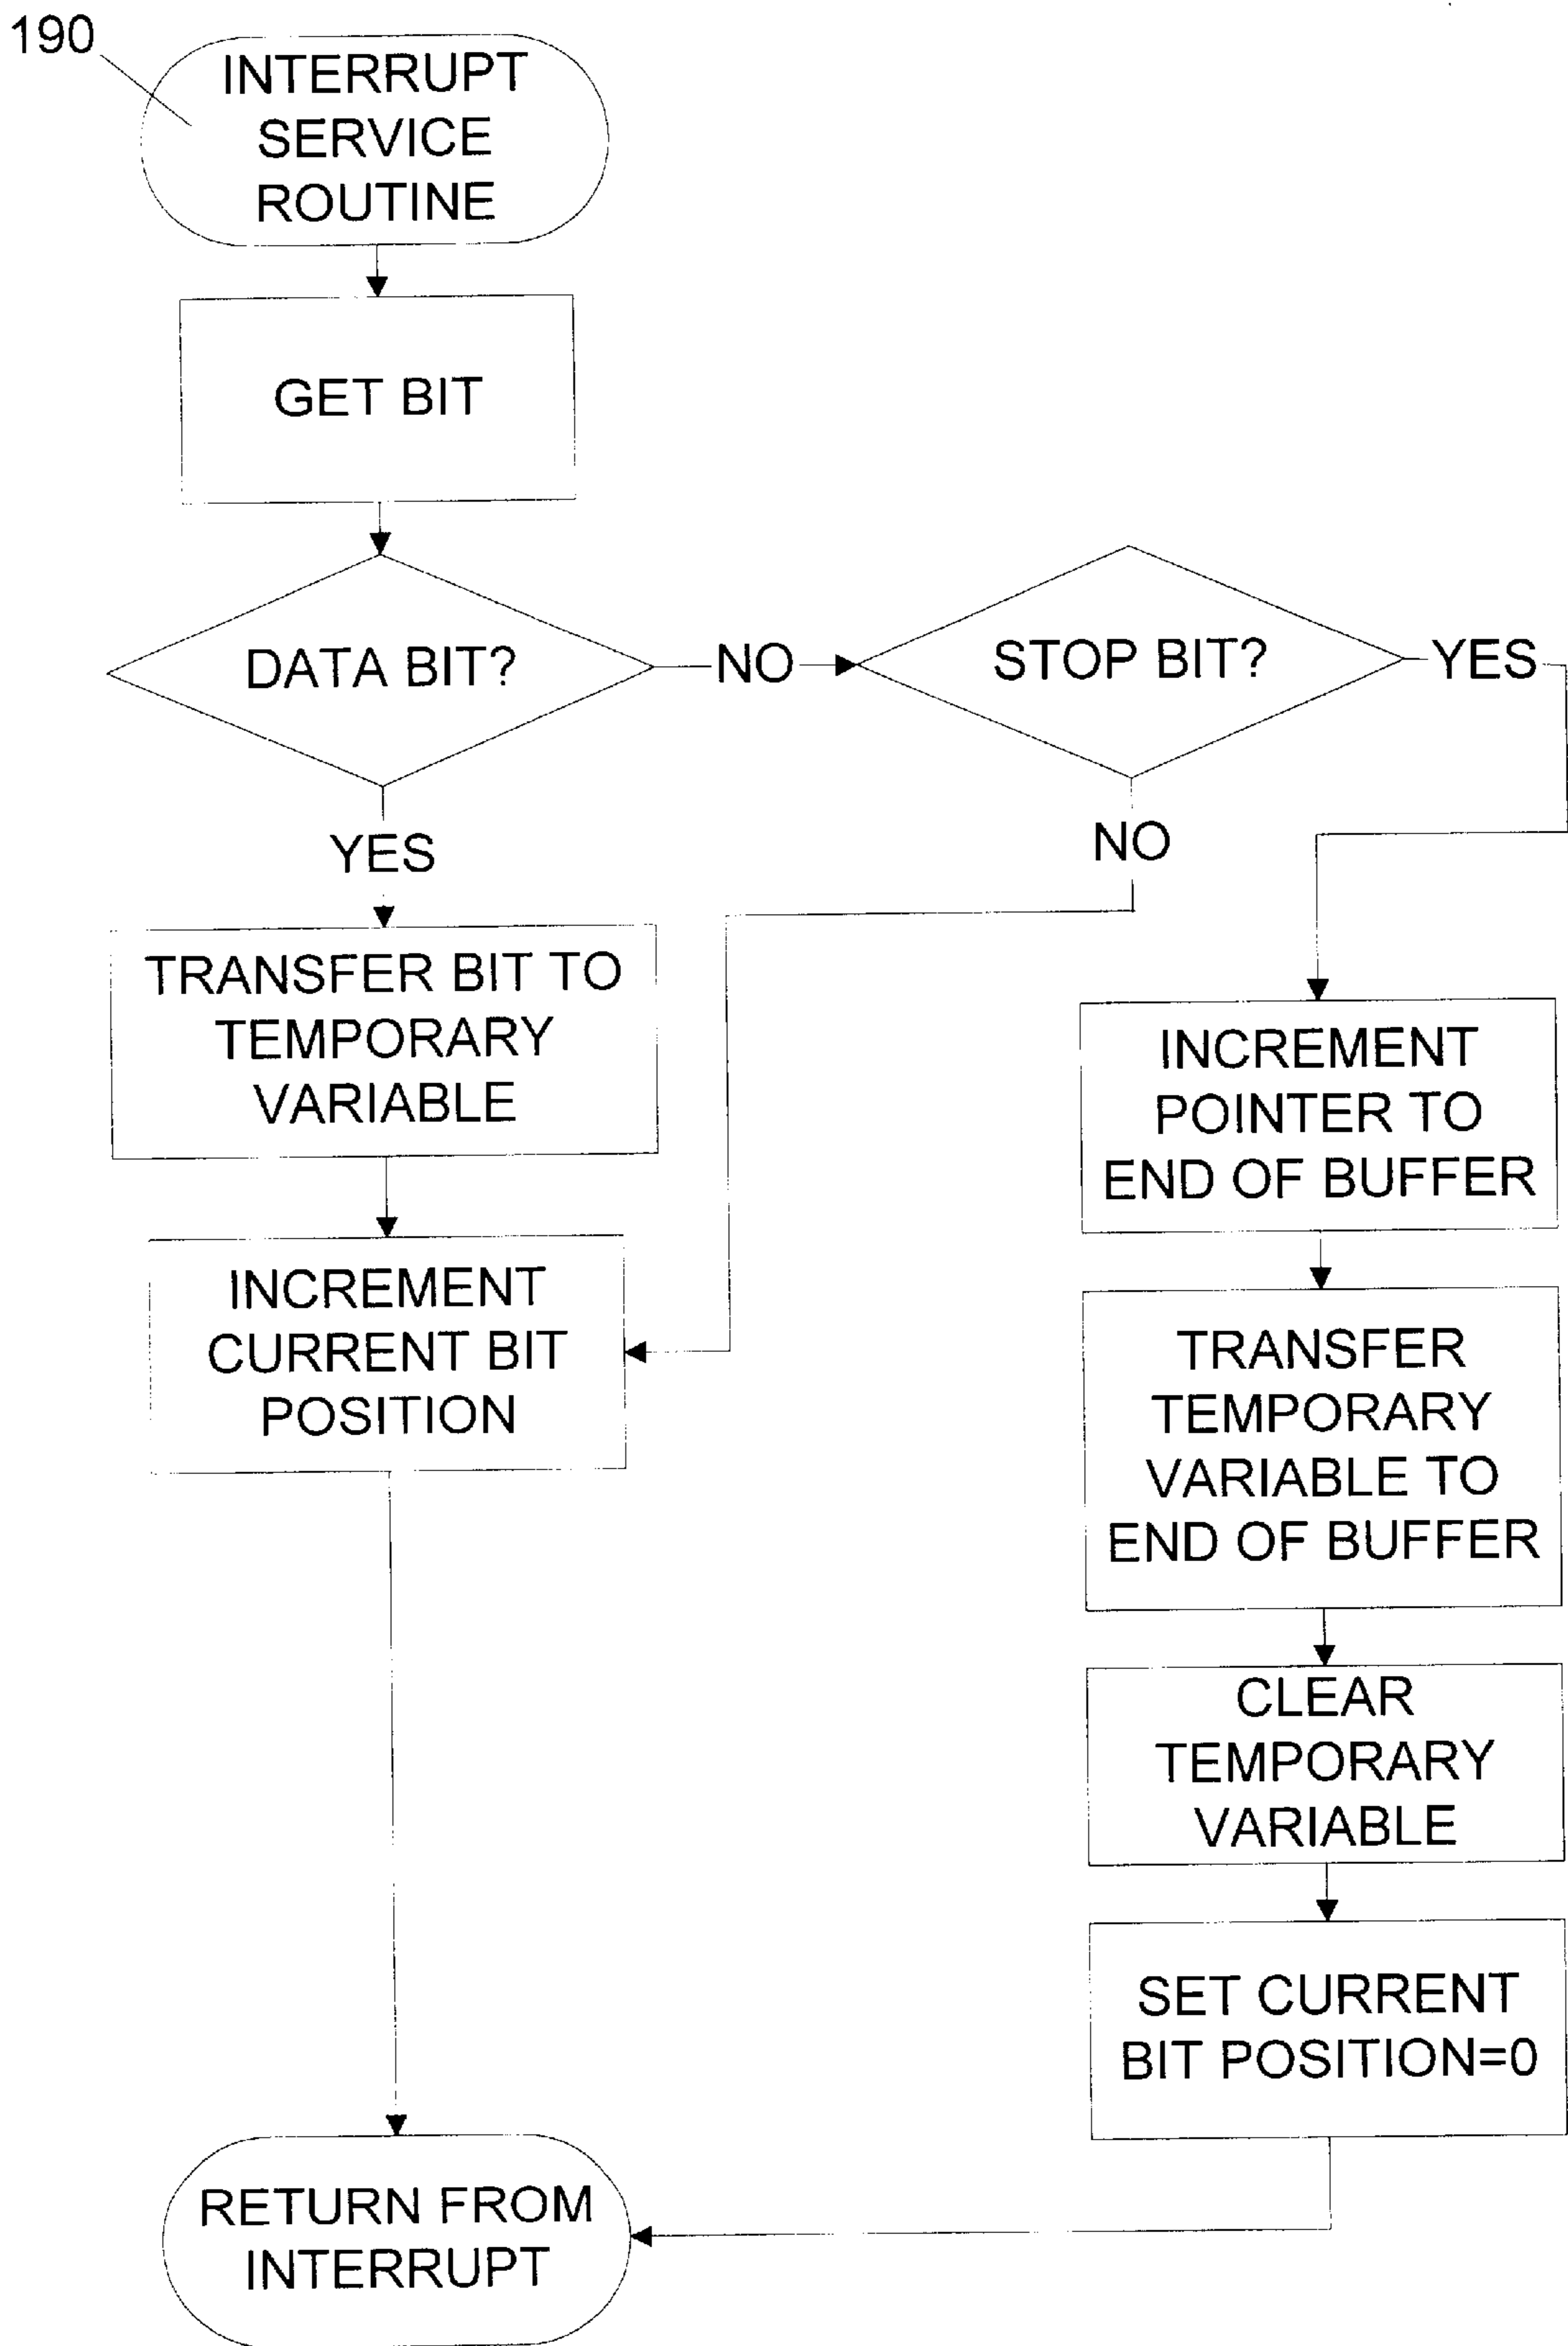 190
INTERRUPT
SERVICE
ROUTINE
GET BIT
DATA BIT?
NO
STOP BIT?
YES
YES
NO
TRANSFER BIT TO
TEMPORARY
VARIABLE
INCREMENT
CURRENT BIT
POSITION
INCREMENT
POINTER TO
END OF BUFFER
TRANSFER
TEMPORARY
VARIABLE TO
END OF BUFFER
CLEAR
TEMPORARY
VARIABLE
SET CURRENT
BIT POSITION=0
RETURN FROM
INTERRUPT